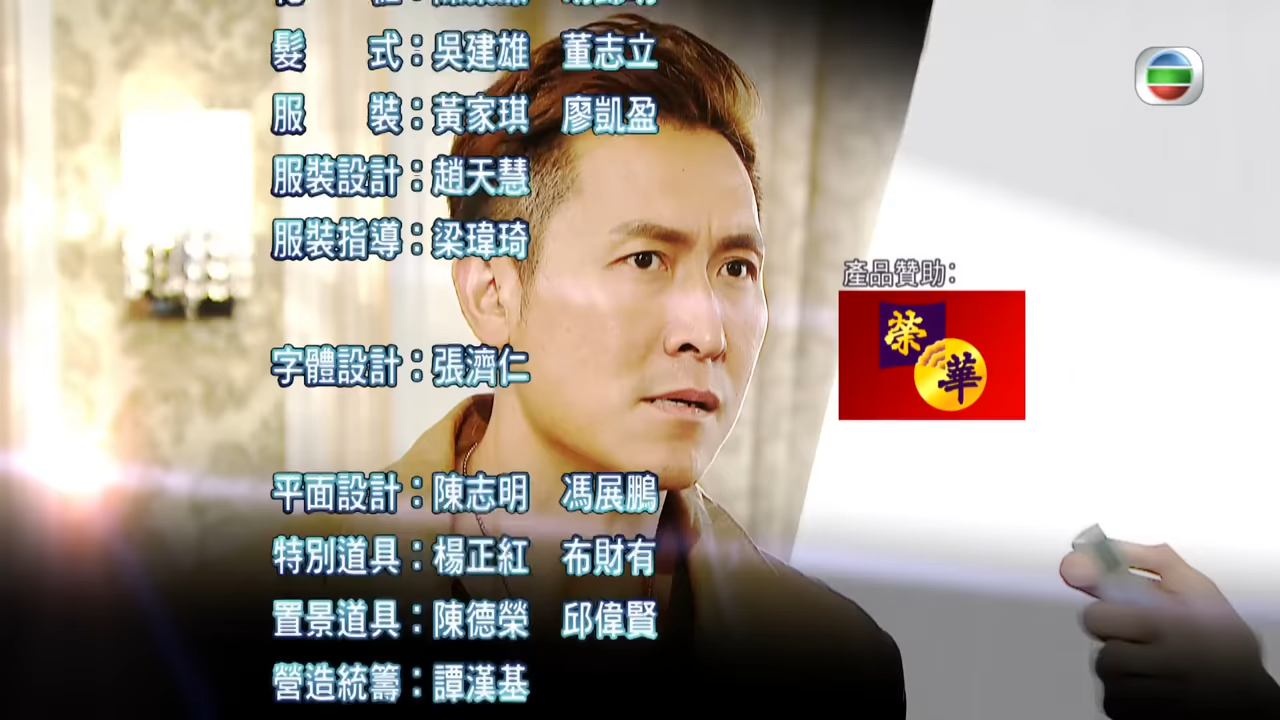 髮　　式：吳建雄　董志立
服　　裝：黃家琪　廖凱盈
服裝設計：趙天慧
服裝指導：梁瑋琦
產品贊助：
榮華
字體設計：張濟仁
平面設計：陳志明　馮展鵬
特別道具：楊正紅　布財有
置景道具：陳德榮　邱偉賢
營造統籌：譚漢基